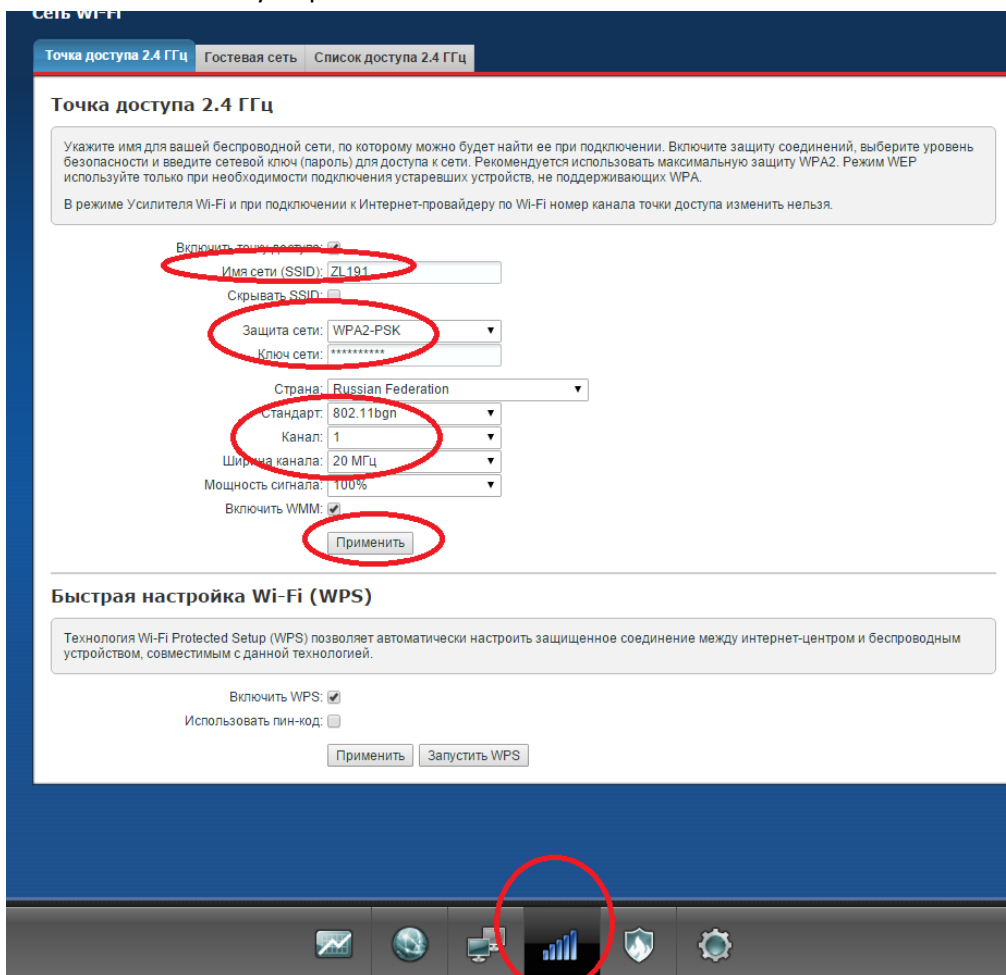 Сеть Wi-Fi
Точка доступа 2.4 ГГц Гостевая сеть Список доступа 2.4 ГГц
Точка доступа 2.4 ГГц
Укажите имя для вашей беспроводной сети, по которому можно будет найти ее при подключении. Включите защиту соединений, выберите уровень
безопасности и введите сетевой ключ (пароль) для доступа к сети. Рекомендуется использовать максимальную защиту WPA2. Режим WEP
используйте только при необходимости подключения устаревших устройств, не поддерживающих WPA.
В режиме Усилителя Wi-Fi и при подключении к Интернет-провайдеру по Wi-Fi номер канала точки доступа изменить нельзя.
Включить точку доступа:
Имя сети (SSID): ZL191
Скрывать SSID:
Защита сети: WPA2-PSK
Ключ сети: **********
Страна: Russian Federation
Стандарт: 802.11bgn
Канал: 1
Ширина канала: 20 МГц
Мощность сигнала: 100%
Включить WMM:
Применить
Быстрая настройка Wi-Fi (WPS)
Технология Wi-Fi Protected Setup (WPS) позволяет автоматически настроить защищенное соединение между интернет-центром и беспроводным
устройством, совместимым с данной технологией.
Включить WPS:
Использовать пин-код:
Применить Запустить WPS